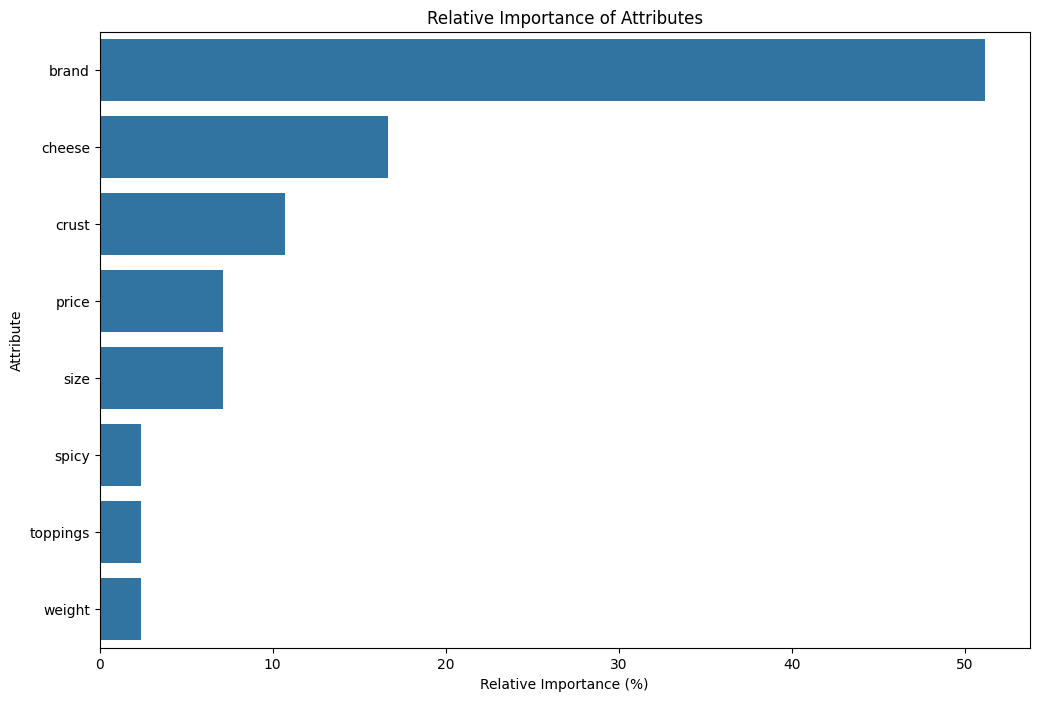 Relative Importance of Attributes
Attribute
brand
cheese
crust
price
size
spicy
toppings
weight
0 10 20 30 40 50
Relative Importance (%)